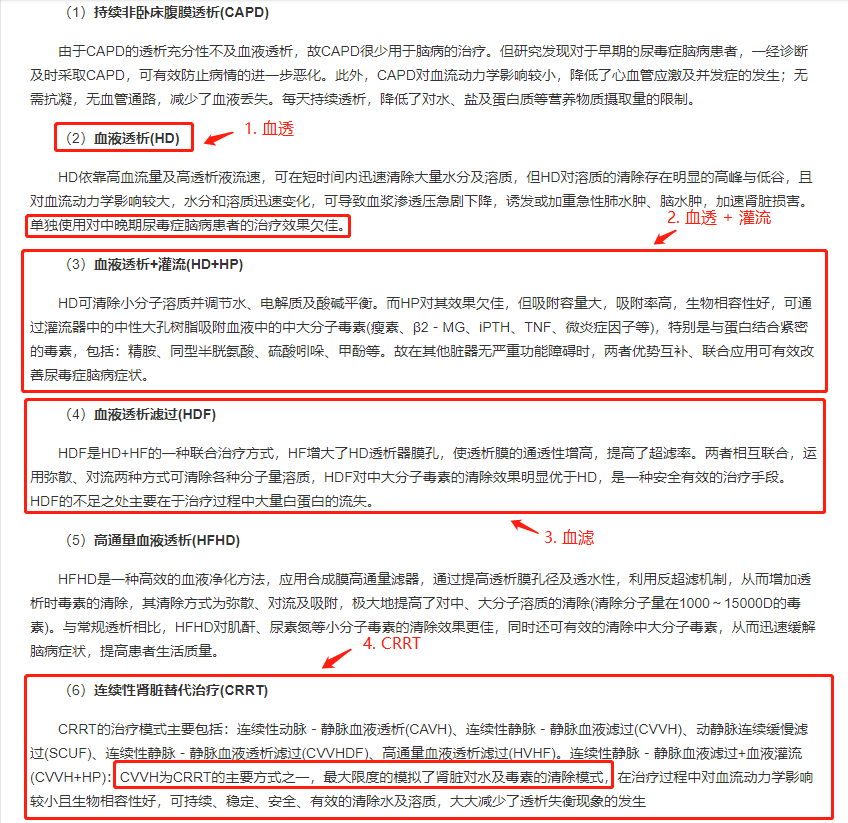 （1）持续非卧床腹膜透析(CAPD)
由于CAPD的透析充分性不及血液透析，故CAPD很少用于脑病的治疗。但研究发现对于早期的尿毒症脑病患者，一经诊断
及时采取CAPD，可有效防止病情的进一步恶化。此外，CAPD对血流动力学影响较小，降低了心血管应激及并发症的发生；无
需抗凝，无血管通路，减少了血液丢失。每天持续透析，降低了对水、盐及蛋白质等营养物质摄取量的限制。
（2）血液透析(HD)
1. 血透
HD依靠高血流量及高透析液流速，可在短时间内迅速清除大量水分及溶质，但HD对溶质的清除存在明显的高峰与低谷，且
对血流动力学影响较大，水分和溶质迅速变化，可导致血浆渗透压急剧下降，诱发或加重急性肺水肿、脑水肿，加速肾脏损害。
单独使用对中晚期尿毒症脑病患者的治疗效果欠佳。
2. 血透 + 灌流
（3）血液透析+灌流(HD+HP)
HD可清除小分子溶质并调节水、电解质及酸碱平衡。而HP对其效果欠佳，但吸附容量大，吸附率高，生物相容性好，可通
过灌流器中的中性大孔树脂吸附血液中的中大分子毒素(瘦素、β2－MG、iPTH、TNF、微炎症因子等)，特别是与蛋白结合紧密
的毒素，包括：精胺、同型半胱氨酸、硫酸吲哚、甲酚等。故在其他脏器无严重功能障碍时，两者优势互补、联合应用可有效改
善尿毒症脑病症状。
（4）血液透析滤过(HDF)
HDF是HD+HF的一种联合治疗方式，HF增大了HD透析器膜孔，使透析膜的通透性增高，提高了超滤率。两者相互联合，运
用弥散、对流两种方式可清除各种分子量溶质，HDF对中大分子毒素的清除效果明显优于HD，是一种安全有效的治疗手段。
HDF的不足之处主要在于治疗过程中大量白蛋白的流失。
3. 血滤
（5）高通量血液透析(HFHD)
HFHD是一种高效的血液净化方法，应用合成膜高通量滤器，通过提高透析膜孔径及透水性，利用反超滤机制，从而增加透
析时毒素的清除，其清除方式为弥散、对流及吸附，极大地提高了对中、大分子溶质的清除(清除分子量在1000～15000D的毒
素)。与常规透析相比，HFHD对肌酐、尿素氮等小分子毒素的清除效果更佳，同时还可有效的清除中大分子毒素，从而迅速缓解
脑病症状，提高患者生活质量。
4. CRRT
（6）连续性肾脏替代治疗(CRRT)
CRRT的治疗模式主要包括：连续性动脉－静脉血液透析(CAVH)、连续性静脉－静脉血液滤过(CVVH)、动静脉连续缓慢滤
过(SCUF)、连续性静脉－静脉血液透析滤过(CVVHDF)、高通量血液透析滤过(HVHF)。连续性静脉－静脉血液滤过+血液灌流
(CVVH+HP)：CVVH为CRRT的主要方式之一，最大限度的模拟了肾脏对水及毒素的清除模式，在治疗过程中对血流动力学影响
较小且生物相容性好，可持续、稳定、安全、有效的清除水及溶质，大大减少了透析失衡现象的发生